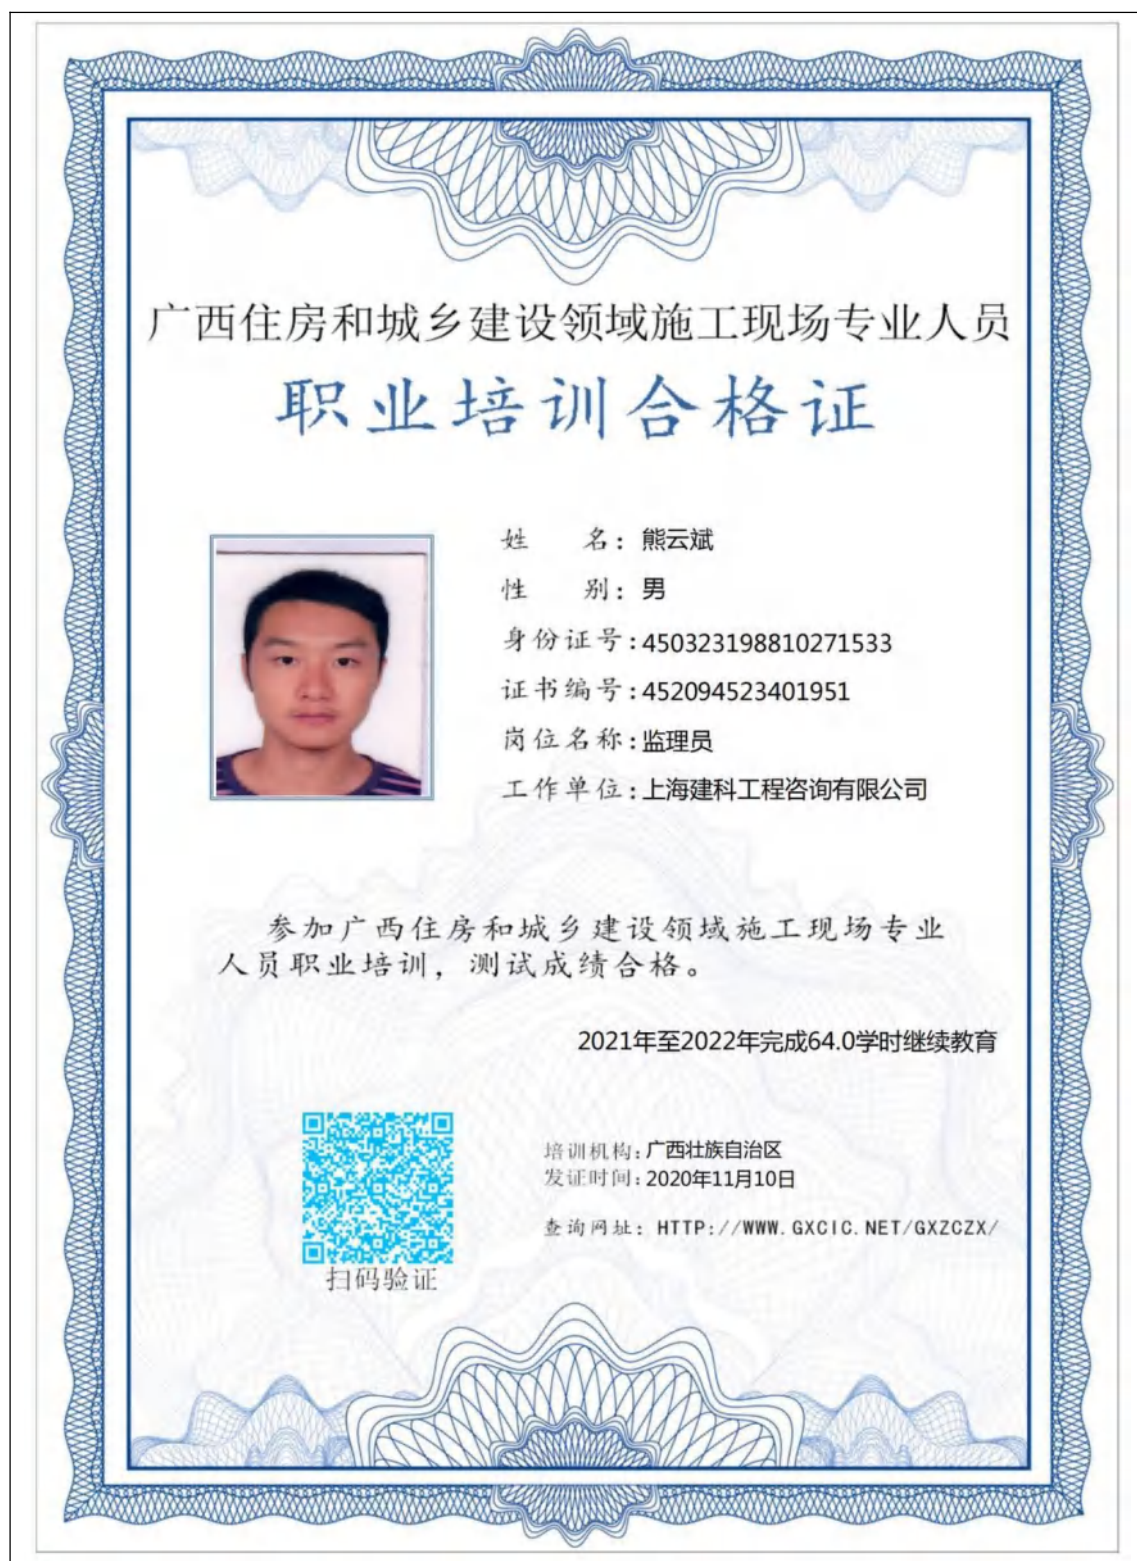 广西住房和城乡建设领域施工现场专业人员
职业培训合格证
姓 名：熊云斌
性 别：男
身份证号：450323198810271533
证书编号：452094523401951
岗位名称：监理员
工作单位：上海建科工程咨询有限公司
参加广西住房和城乡建设领域施工现场专业
人员职业培训，测试成绩合格。
2021年至2022年完成64.0学时继续教育
培训机构：广西壮族自治区
发证时间：2020年11月10日
查询网址：HTTP://WWW.GXCIC.NET/GXZCZX/
扫码验证